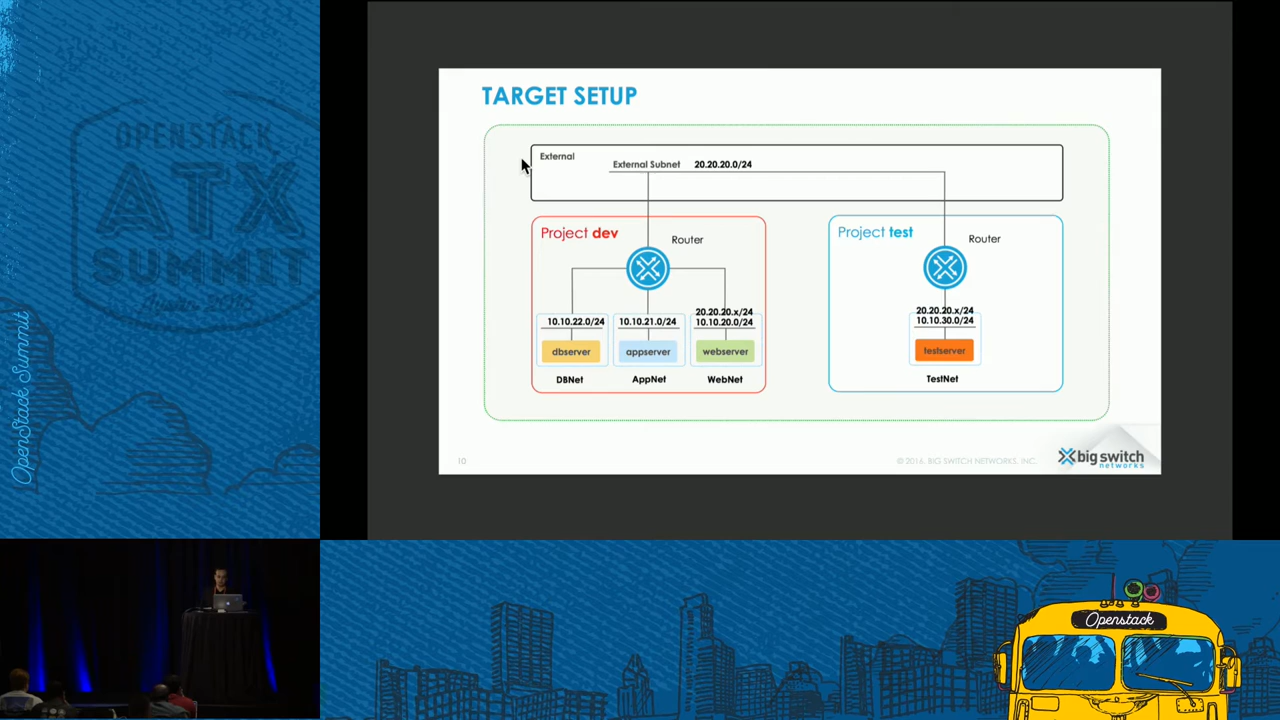 OPENSTACK
ATX
SUMMIT
Austin
OpenStack Summit
TARGET SETUP
External
External Subnet 20.20.20.0/24
Project dev
Router
10.10.22.0/24
10.10.21.0/24
20.20.20.x/24
10.10.20.0/24
dbserver
appserver
webserver
DBNet
AppNet
WebNet
Project test
Router
20.20.20.x/24
10.10.30.0/24
testserver
TestNet
10
© 2016, BIG SWITCH NETWORKS, INC.
big switch
networks
Openstack